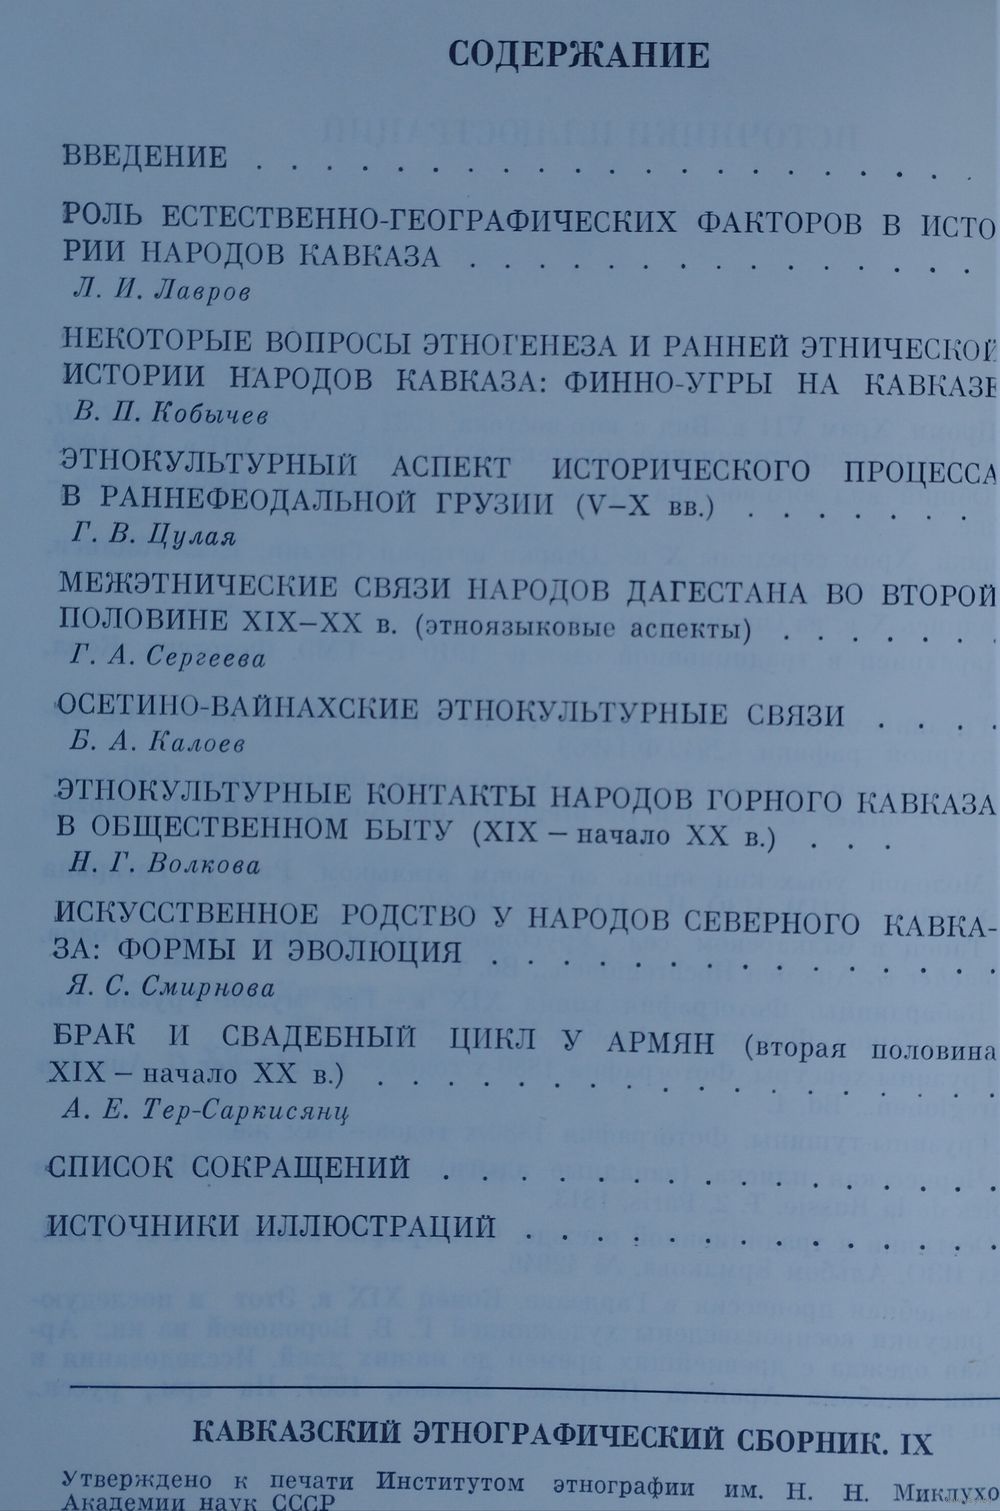 СОДЕРЖАНИЕ
ВВЕДЕНИЕ . . . . . . . . . . . . . . . . . . . . .
РОЛЬ ЕСТЕСТВЕННО-ГЕОГРАФИЧЕСКИХ ФАКТОРОВ В ИСТО
РИИ НАРОДОВ КАВКАЗА . . . . . . . . . . . . . . .
Л. И. Лавров
НЕКОТОРЫЕ ВОПРОСЫ ЭТНОГЕНЕЗА И РАННЕЙ ЭТНИЧЕСКОЙ
ИСТОРИИ НАРОДОВ КАВКАЗА: ФИННО-УГРЫ НА КАВКАЗЕ
В. П. Кобычев
ЭТНОКУЛЬТУРНЫЙ АСПЕКТ ИСТОРИЧЕСКОГО ПРОЦЕССА
В РАННЕФЕОДАЛЬНОЙ ГРУЗИИ (V–X вв.) . . . . . . .
Г. В. Цулая
МЕЖЭТНИЧЕСКИЕ СВЯЗИ НАРОДОВ ДАГЕСТАНА ВО ВТОРОЙ
ПОЛОВИНЕ XIX–XX в. (этноязыковые аспекты) . . . . . . .
Г. А. Сергеева
ОСЕТИНО-ВАЙНАХСКИЕ ЭТНОКУЛЬТУРНЫЕ СВЯЗИ . . . .
Б. А. Калоев
ЭТНОКУЛЬТУРНЫЕ КОНТАКТЫ НАРОДОВ ГОРНОГО КАВКАЗА
В ОБЩЕСТВЕННОМ БЫТУ (XIX – начало XX в.) . . .
Н. Г. Волкова
ИСКУССТВЕННОЕ РОДСТВО У НАРОДОВ СЕВЕРНОГО КАВКА-
ЗА: ФОРМЫ И ЭВОЛЮЦИЯ . . . . . . . . . . . . . . .
Я. С. Смирнова
БРАК И СВАДЕБНЫЙ ЦИКЛ У АРМЯН (вторая половина
XIX – начало XX в.) . . . . . . . . . . . . . . . . . .
А. Е. Тер-Саркисянц
СПИСОК СОКРАЩЕНИЙ . . . . . . . . . . . . . . . .
ИСТОЧНИКИ ИЛЛЮСТРАЦИЙ . . . . . . . . . . . . .
КАВКАЗСКИЙ ЭТНОГРАФИЧЕСКИЙ СБОРНИК. IX
Утверждено к печати Институтом этнографии им. Н. Н. Миклухо
Академии наук СССР